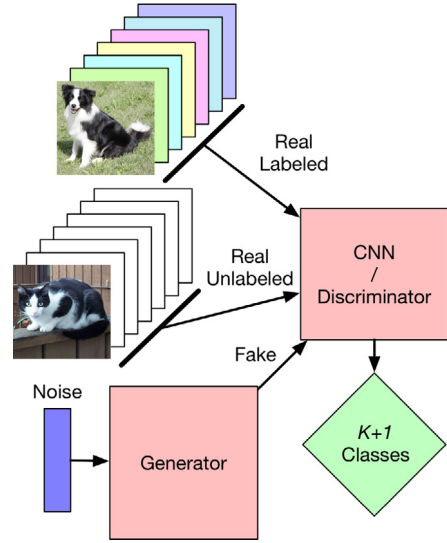 Real
Labeled
Real
Unlabeled
CNN
/
Discriminator
Fake
Noise
Generator
K+1
Classes